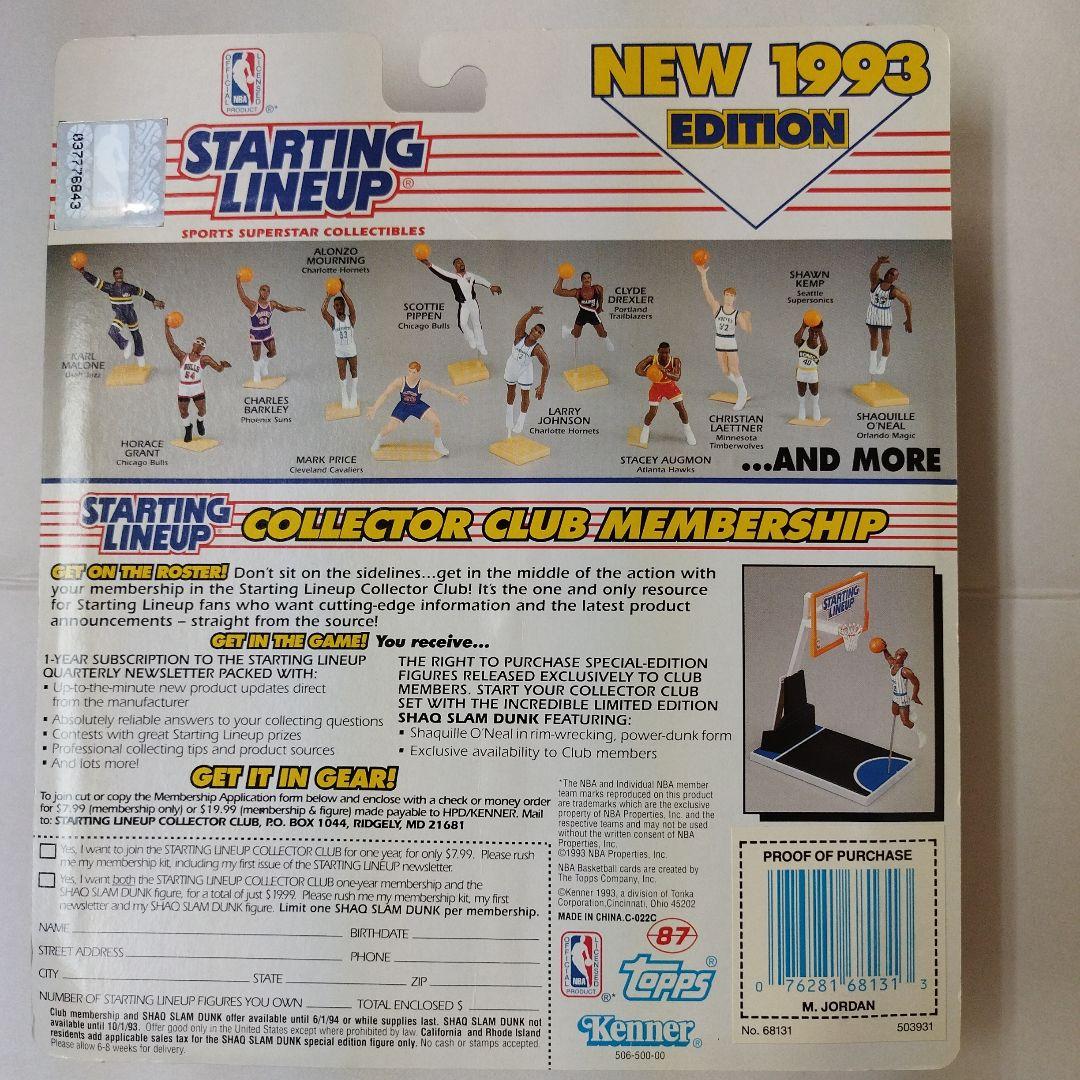 OFFICIAL LICENSED
NBA
PRODUCT ®*
NEW 1993
EDITION
037776843
STARTING
LINEUP®
SPORTS SUPERSTAR COLLECTIBLES
KARL
MALONE
Utah Jazz
HORACE
GRANT
Chicago Bulls
CHARLES
BARKLEY
Phoenix Suns
ALONZO
MOURNING
Charlotte Hornets
MARK PRICE
Cleveland Cavaliers
SCOTTIE
PIPPEN
Chicago Bulls
LARRY
JOHNSON
Charlotte Hornets
CLYDE
DREXLER
Portland
Trailblazers
STACEY AUGMON
Atlanta Hawks
CHRISTIAN
LAETTNER
Minnesota
Timberwolves
SHAWN
KEMP
Seattle
Supersonics
SHAQUILLE
O'NEAL
Orlando Magic
...AND MORE
STARTING
LINEUP®
COLLECTOR CLUB MEMBERSHIP
GET ON THE ROSTER! Don't sit on the sidelines...get in the middle of the action with
your membership in the Starting Lineup Collector Club! It's the one and only resource
for Starting Lineup fans who want cutting-edge information and the latest product
announcements – straight from the source!
GET IN THE GAME! You receive...
1-YEAR SUBSCRIPTION TO THE STARTING LINEUP
QUARTERLY NEWSLETTER PACKED WITH:
▪ Up-to-the-minute new product updates direct
from the manufacturer
▪ Absolutely reliable answers to your collecting questions
▪ Contests with great Starting Lineup prizes
▪ Professional collecting tips and product sources
▪ And lots more!
THE RIGHT TO PURCHASE SPECIAL-EDITION
FIGURES RELEASED EXCLUSIVELY TO CLUB
MEMBERS. START YOUR COLLECTOR CLUB
SET WITH THE INCREDIBLE LIMITED EDITION
SHAQ SLAM DUNK FEATURING:
▪ Shaquille O'Neal in rim-wrecking, power-dunk form
▪ Exclusive availability to Club members
STARTING
LINEUP
GET IT IN GEAR!
To join cut or copy the Membership Application form below and enclose with a check or money order
for $7.99 (membership only) or $19.99 (membership & figure) made payable to HPD/KENNER. Mail
to: STARTING LINEUP COLLECTOR CLUB, P.O. BOX 1044, RIDGELY, MD 21681
Yes, I want to join the STARTING LINEUP COLLECTOR CLUB for one year, for only $7.99. Please rush
me my membership kit, including my first issue of the STARTING LINEUP newsletter.
Yes, I want both the STARTING LINEUP COLLECTOR CLUB one-year membership and the
SHAQ SLAM DUNK figure, for a total of just $19.99. Please rush me my membership kit, my first
newsletter and my SHAQ SLAM DUNK figure. Limit one SHAQ SLAM DUNK per membership.
NAME BIRTHDATE
STREET ADDRESS PHONE
CITY STATE ZIP
NUMBER OF STARTING LINEUP FIGURES YOU OWN TOTAL ENCLOSED $
Club membership and SHAQ SLAM DUNK offer available until 6/1/94 or while supplies last. SHAQ SLAM DUNK not
available until 10/1/93. Offer good only in the United States except where prohibited by law. California and Rhode Island
residents add applicable sales tax for the SHAQ SLAM DUNK special edition figure only. No cash or stamps accepted.
Please allow 6-8 weeks for delivery.
*The NBA and Individual NBA member
team marks reproduced on this product
are trademarks which are the exclusive
property of NBA Properties, Inc. and the
respective teams and may not be used
without the written consent of NBA
Properties, Inc.
©1993 NBA Properties, Inc.
NBA Basketball cards are created by
The Topps Company, Inc.
©Kenner 1993, a division of Tonka
Corporation, Cincinnati, Ohio 45202
MADE IN CHINA.C-022C
87
OFFICIAL LICENSED
NBA
PRODUCT ®*
Topps®
Kenner®
506-500-00
PROOF OF PURCHASE
0 76281 68131 3
M. JORDAN
No. 68131 503931